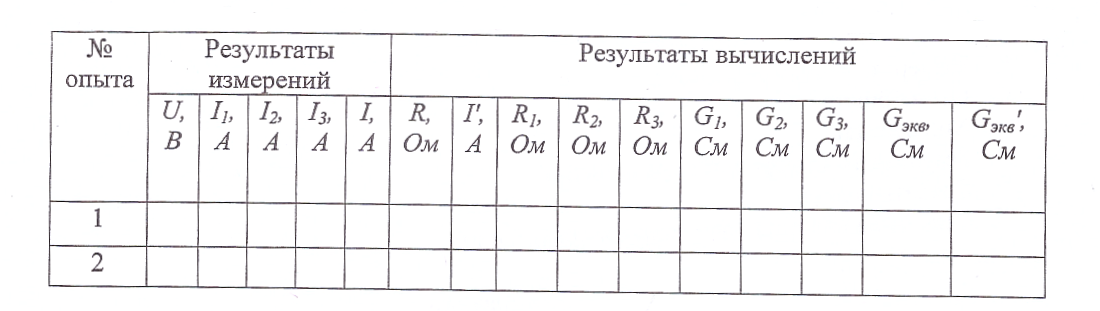 № опыта
Результаты измерений
Результаты вычислений
U, В
I1, А
I2, А
I3, А
I, А
R, Ом
I', А
R1, Ом
R2, Ом
R3, Ом
G1, См
G2, См
G3, См
Gэкв, См
Gэкв', См
1
2